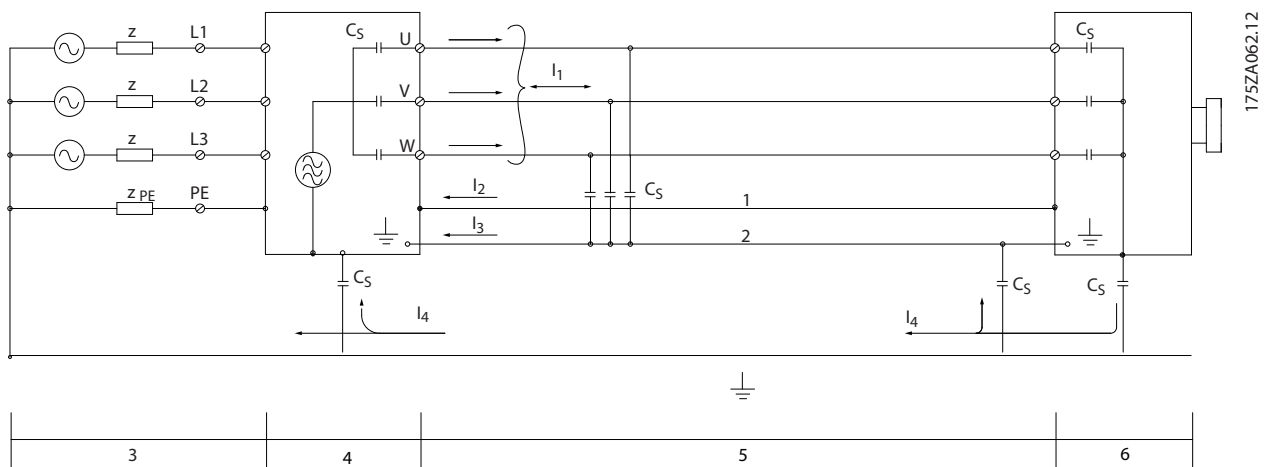 z L1 C_S U C_S
I_1
z L2 V
z L3 W
z_PE PE I_2 C_S 1
I_3 2
C_S C_S C_S
I_4 I_4
3 4 5 6
175ZA062.12